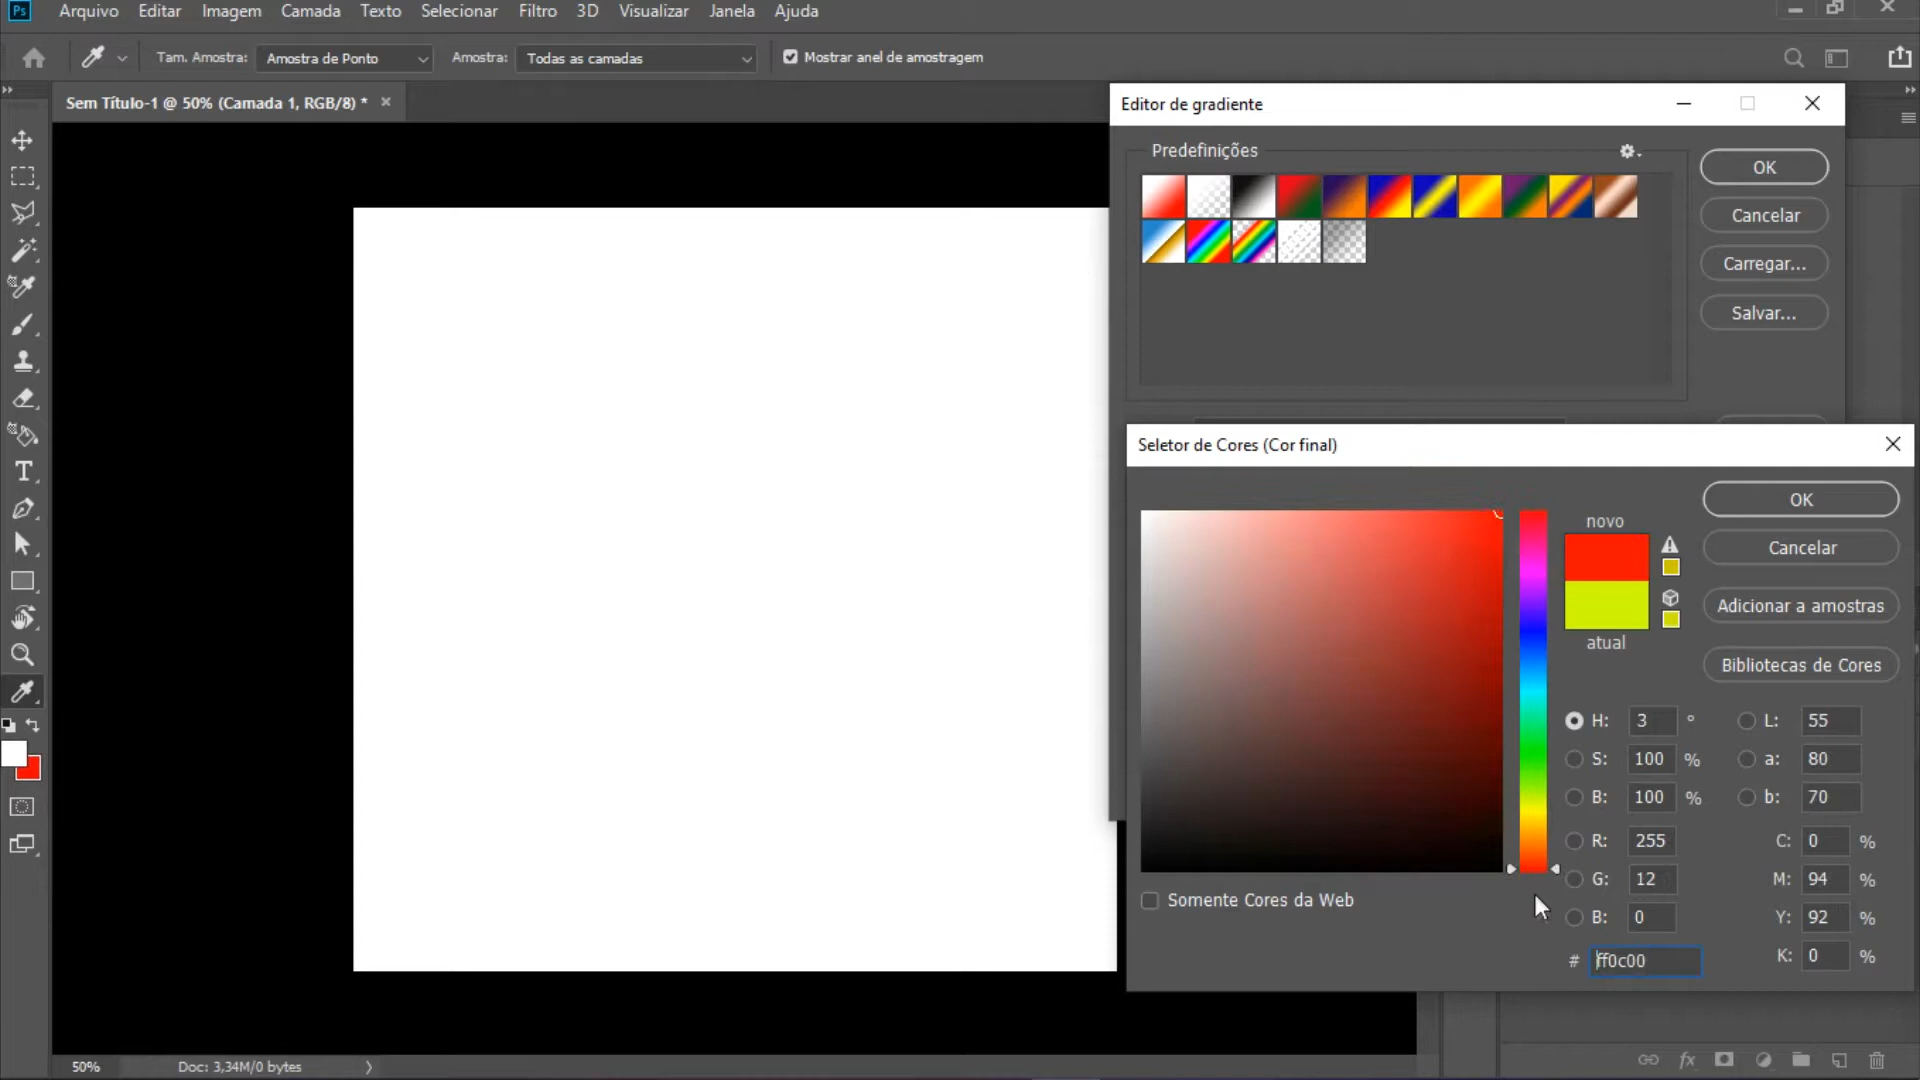 Ps Arquivo Editar Imagem Camada Texto Selecionar Filtro 3D Visualizar Janela Ajuda
Tam. Amostra: Amostra de Ponto Amostra: Todas as camadas Mostrar anel de amostragem
Sem Título-1 @ 50% (Camada 1, RGB/8) *
Editor de gradiente
Predefinições
OK
Cancelar
Carregar...
Salvar...
Seletor de Cores (Cor final)
OK
Cancelar
Adicionar a amostras
Bibliotecas de Cores
novo
atual
H: 3 °
S: 100 %
B: 100 %
R: 255
G: 12
B: 0
# ff0c00
L: 55
a: 80
b: 70
C: 0 %
M: 94 %
Y: 92 %
K: 0 %
Somente Cores da Web
50% Doc: 3,34M/0 bytes
fx